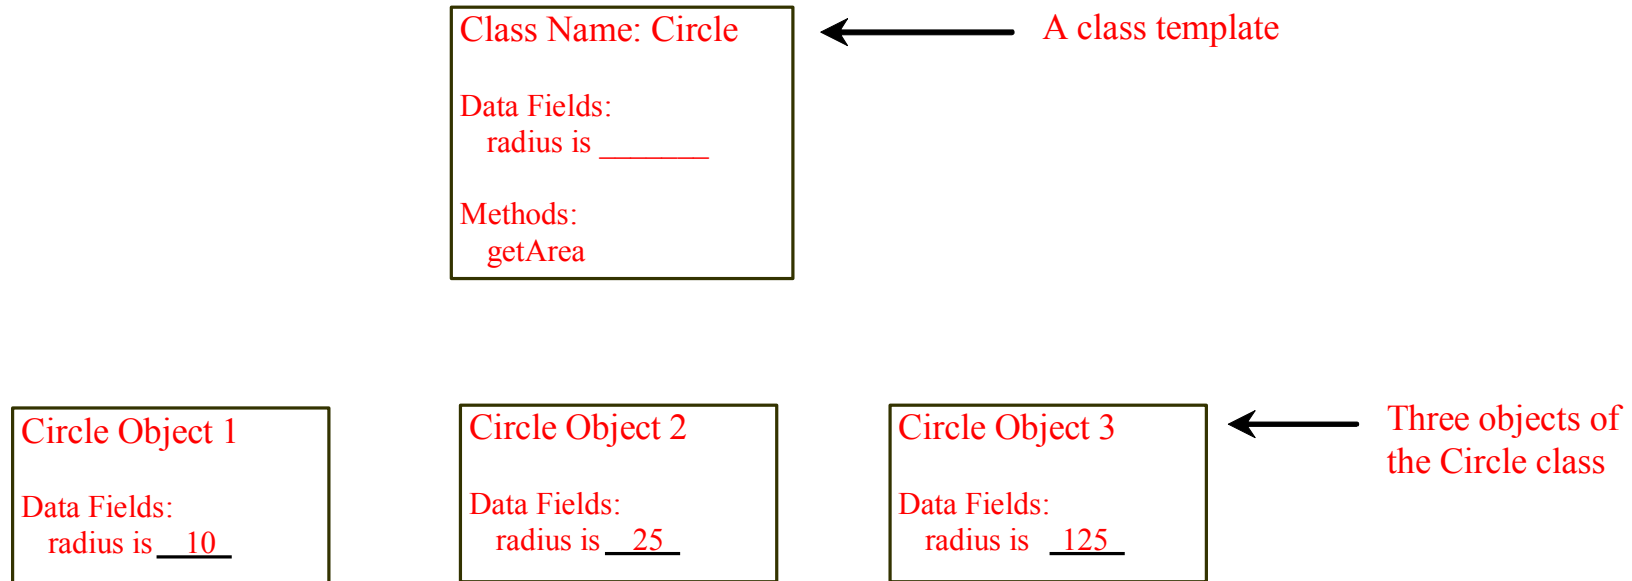 Class Name: Circle
A class template
Data Fields:
radius is _______
Methods:
getArea
Circle Object 1
Data Fields:
radius is 10
Circle Object 2
Data Fields:
radius is 25
Circle Object 3
Data Fields:
radius is 125
Three objects of
the Circle class